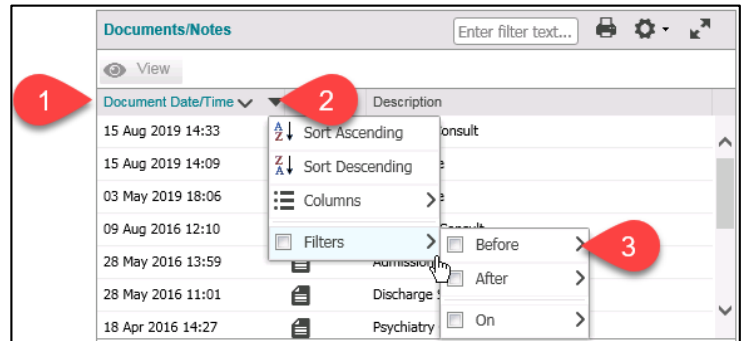 Documents/Notes Enter filter text...
View
1 Document Date/Time 2 Description
15 Aug 2019 14:33 Sort Ascending onsult
15 Aug 2019 14:09 Sort Descending e
03 May 2019 18:06 Columns
09 Aug 2016 12:10 Consult
Filters Before 3
28 May 2016 13:59 Admission
After
28 May 2016 11:01 Discharge S
On
18 Apr 2016 14:27 Psychiatry